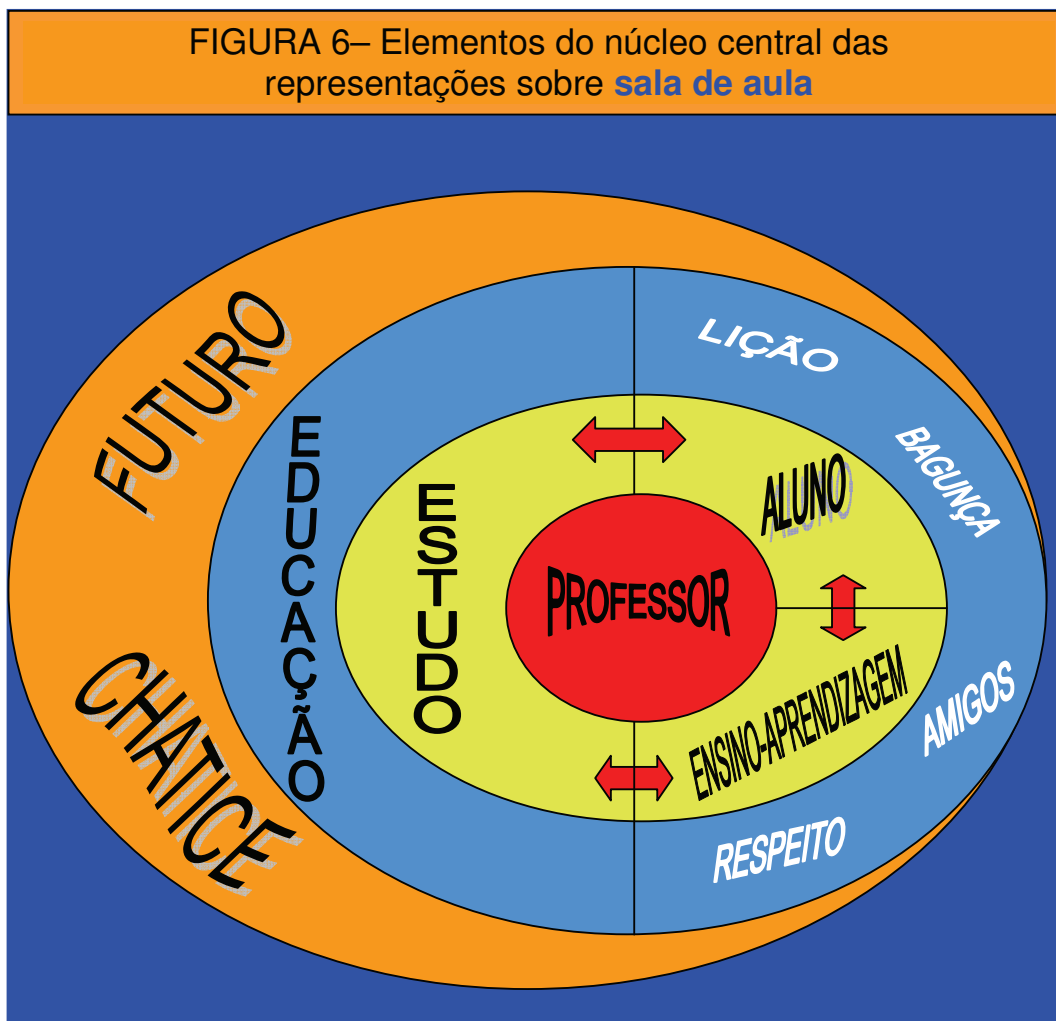 FIGURA 6– Elementos do núcleo central das
representações sobre sala de aula
FUTURO
CHATICE
EDUCAÇÃO
ESTUDO
PROFESSOR
ALUNO
ENSINO-APRENDIZAGEM
LIÇÃO
BAGUNÇA
AMIGOS
RESPEITO